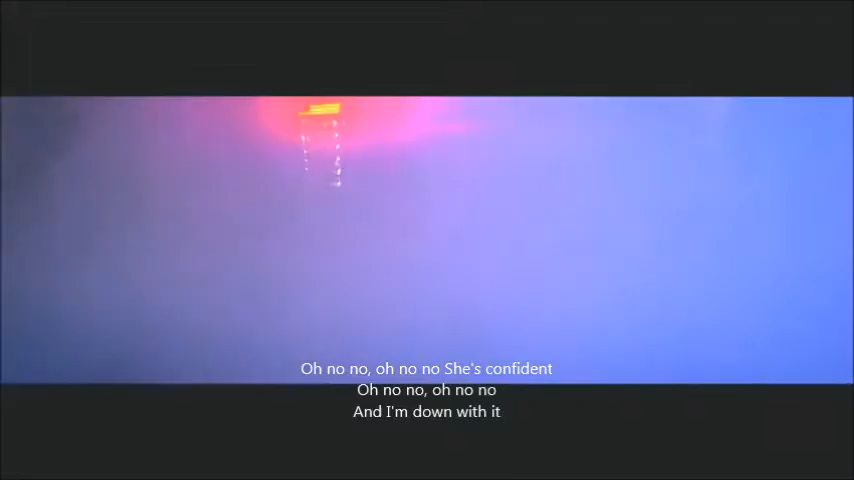 Oh no no, oh no no She's confident
Oh no no, oh no no
And I'm down with it